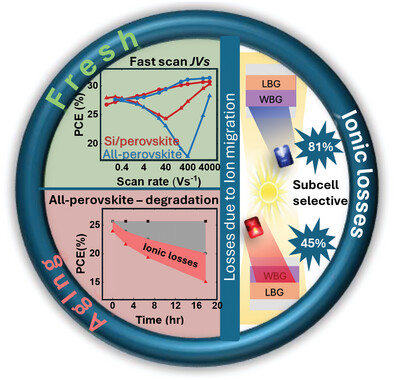 Fresh
Fast scan JVs
PCE (%)
30
25
20
Si/perovskite
All-perovskite
0.4 4 40 400 4000
Scan rate (Vs⁻¹)
Aging
All-perovskite – degradation
PCE(%)
25
20
15
Ionic losses
0 4 8 12 16 20
Time (hr)
Losses due to Ion migration
LBG
WBG
81%
Subcell
selective
45%
WBG
LBG
Ionic losses